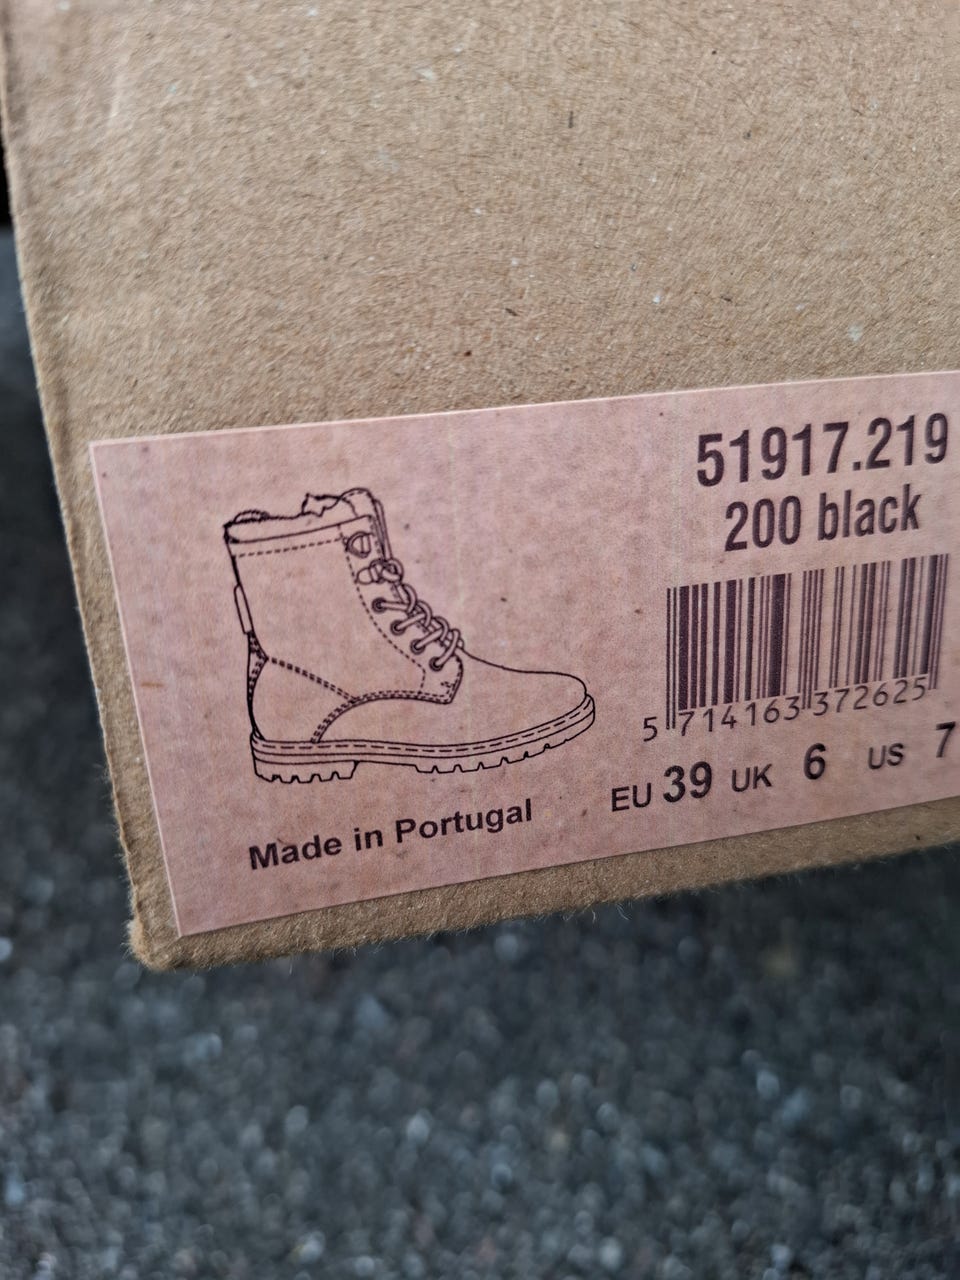 51917.219
200 black
5 714163 372625
EU 39 UK 6 US 7
Made in Portugal